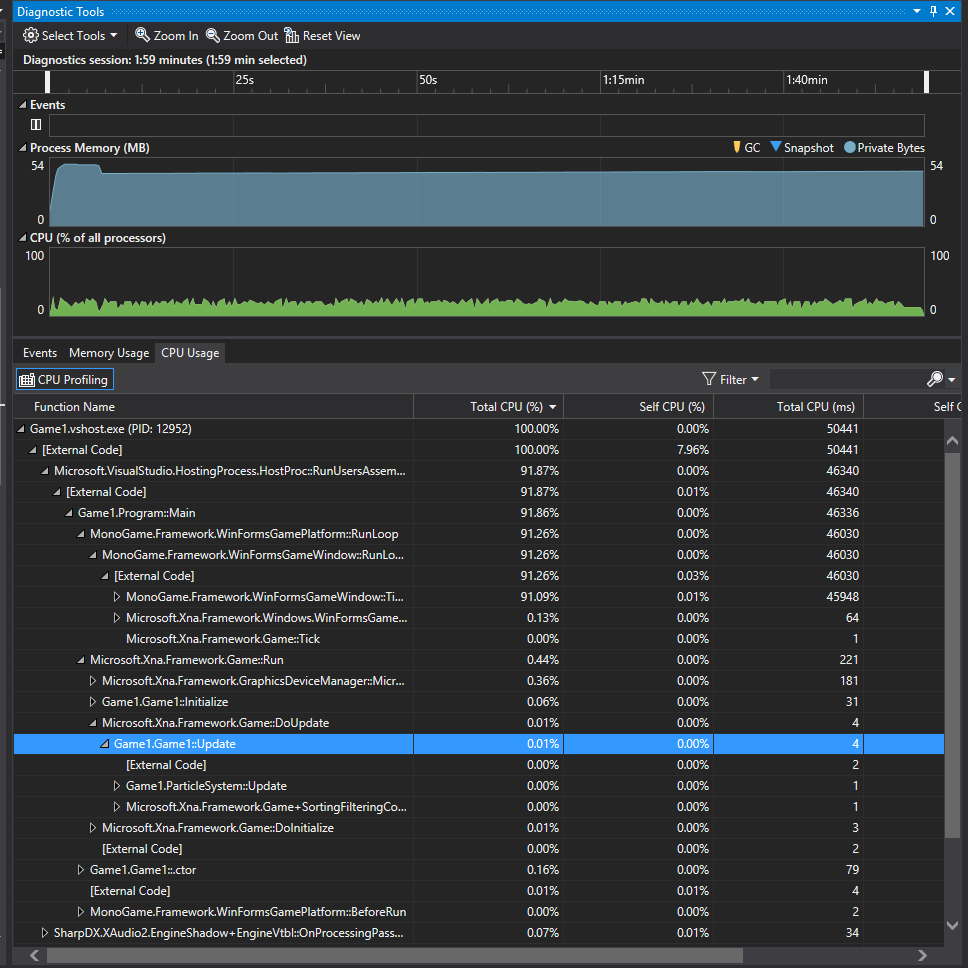 Diagnostic Tools
Select Tools Zoom In Zoom Out Reset View
Diagnostics session: 1:59 minutes (1:59 min selected)
25s 50s 1:15min 1:40min
Events
Process Memory (MB) GC Snapshot Private Bytes
54 54
0 0
CPU (% of all processors)
100 100
0 0
Events Memory Usage CPU Usage
CPU Profiling Filter
Function Name Total CPU (%) Self CPU (%) Total CPU (ms) Self C
Game1.vshost.exe (PID: 12952) 100.00% 0.00% 50441
[External Code] 100.00% 7.96% 50441
Microsoft.VisualStudio.HostingProcess.HostProc::RunUsersAssem... 91.87% 0.00% 46340
[External Code] 91.87% 0.01% 46340
Game1.Program::Main 91.86% 0.00% 46336
MonoGame.Framework.WinFormsGamePlatform::RunLoop 91.26% 0.00% 46030
MonoGame.Framework.WinFormsGameWindow::RunLo... 91.26% 0.00% 46030
[External Code] 91.26% 0.03% 46030
MonoGame.Framework.WinFormsGameWindow::Ti... 91.09% 0.01% 45948
Microsoft.Xna.Framework.Windows.WinFormsGame... 0.13% 0.00% 64
Microsoft.Xna.Framework.Game::Tick 0.00% 0.00% 1
Microsoft.Xna.Framework.Game::Run 0.44% 0.00% 221
Microsoft.Xna.Framework.GraphicsDeviceManager::Micr... 0.36% 0.00% 181
Game1.Game1::Initialize 0.06% 0.00% 31
Microsoft.Xna.Framework.Game::DoUpdate 0.01% 0.00% 4
Game1.Game1::Update 0.01% 0.00% 4
[External Code] 0.00% 0.00% 2
Game1.ParticleSystem::Update 0.00% 0.00% 1
Microsoft.Xna.Framework.Game+SortingFilteringCo... 0.00% 0.00% 1
Microsoft.Xna.Framework.Game::DoInitialize 0.01% 0.00% 3
[External Code] 0.00% 0.00% 2
Game1.Game1::.ctor 0.16% 0.00% 79
[External Code] 0.01% 0.01% 4
MonoGame.Framework.WinFormsGamePlatform::BeforeRun 0.00% 0.00% 2
SharpDX.XAudio2.EngineShadow+EngineVtbl::OnProcessingPass... 0.07% 0.01% 34